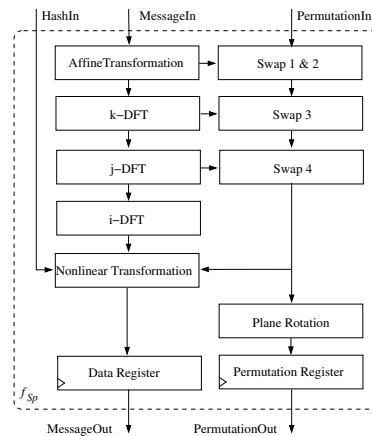 HashIn MessageIn PermutationIn
AffineTransformation Swap 1 & 2
k−DFT Swap 3
j−DFT Swap 4
i−DFT
Nonlinear Transformation
Plane Rotation
Data Register Permutation Register
f_Sp
MessageOut PermutationOut